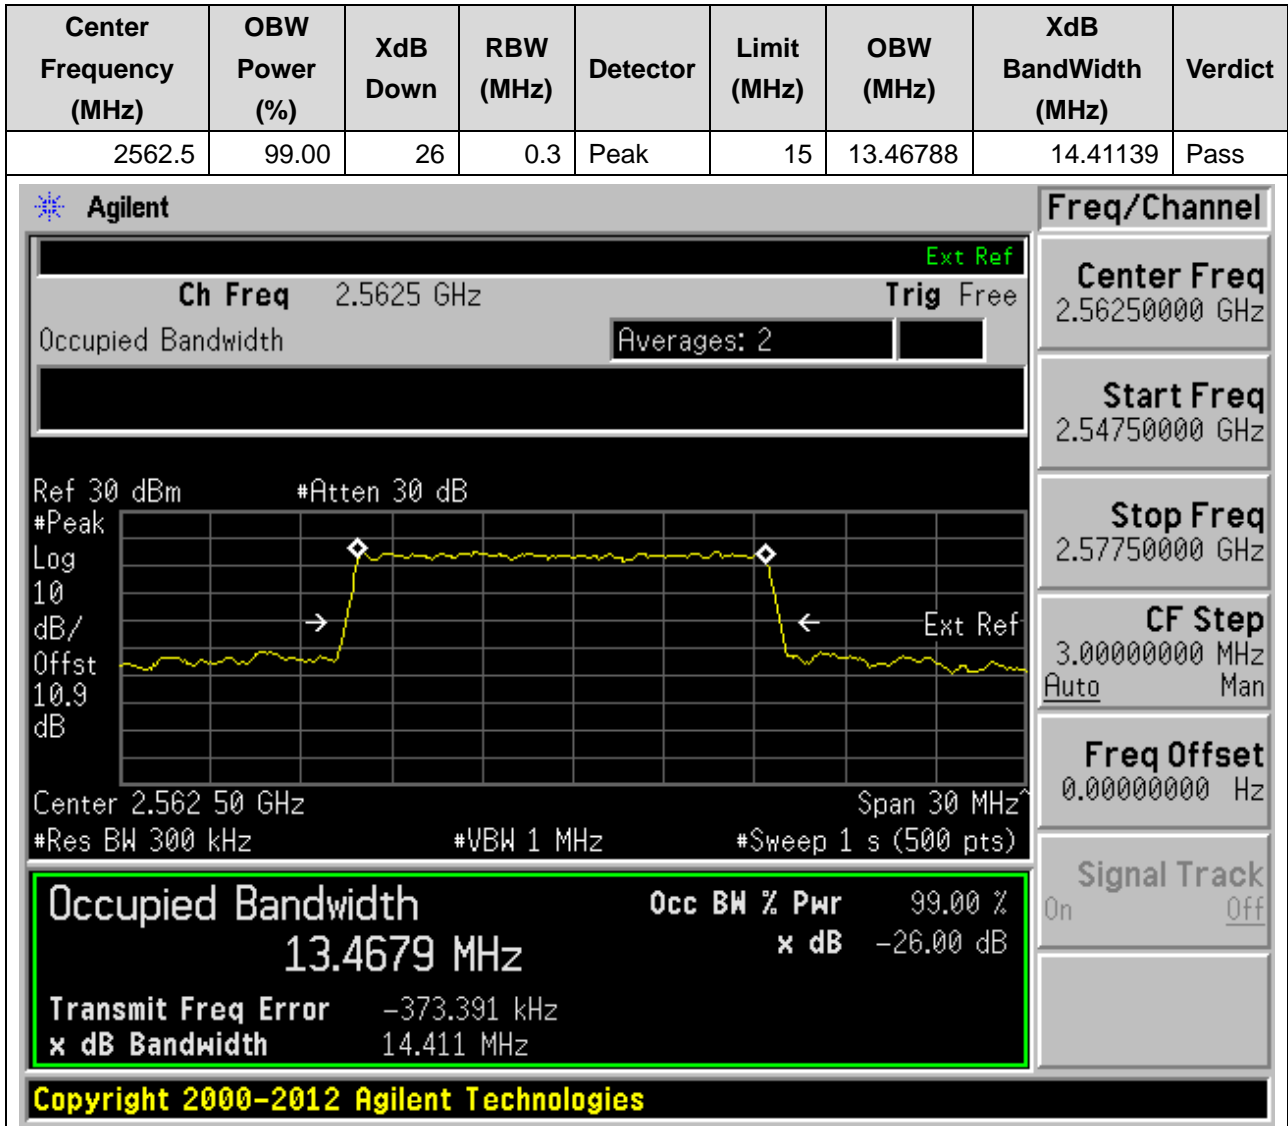 Center Frequency (MHz) OBW Power (%) XdB Down RBW (MHz) Detector Limit (MHz) OBW (MHz) XdB BandWidth (MHz) Verdict
2562.5 99.00 26 0.3 Peak 15 13.46788 14.41139 Pass
Agilent
Freq/Channel
Ext Ref
Ch Freq 2.5625 GHz Trig Free
Occupied Bandwidth Averages: 2
Center Freq
2.56250000 GHz
Start Freq
2.54750000 GHz
Stop Freq
2.57750000 GHz
CF Step
3.00000000 MHz
Auto Man
Freq Offset
0.00000000 Hz
Signal Track
On Off
Ref 30 dBm #Atten 30 dB
#Peak
Log
10
dB/
Offst
10.9
dB
Ext Ref
Center 2.562 50 GHz Span 30 MHz^
#Res BW 300 kHz #VBW 1 MHz #Sweep 1 s (500 pts)
Occupied Bandwidth
13.4679 MHz
Occ BW % Pwr 99.00 %
x dB -26.00 dB
Transmit Freq Error -373.391 kHz
x dB Bandwidth 14.411 MHz
Copyright 2000-2012 Agilent Technologies